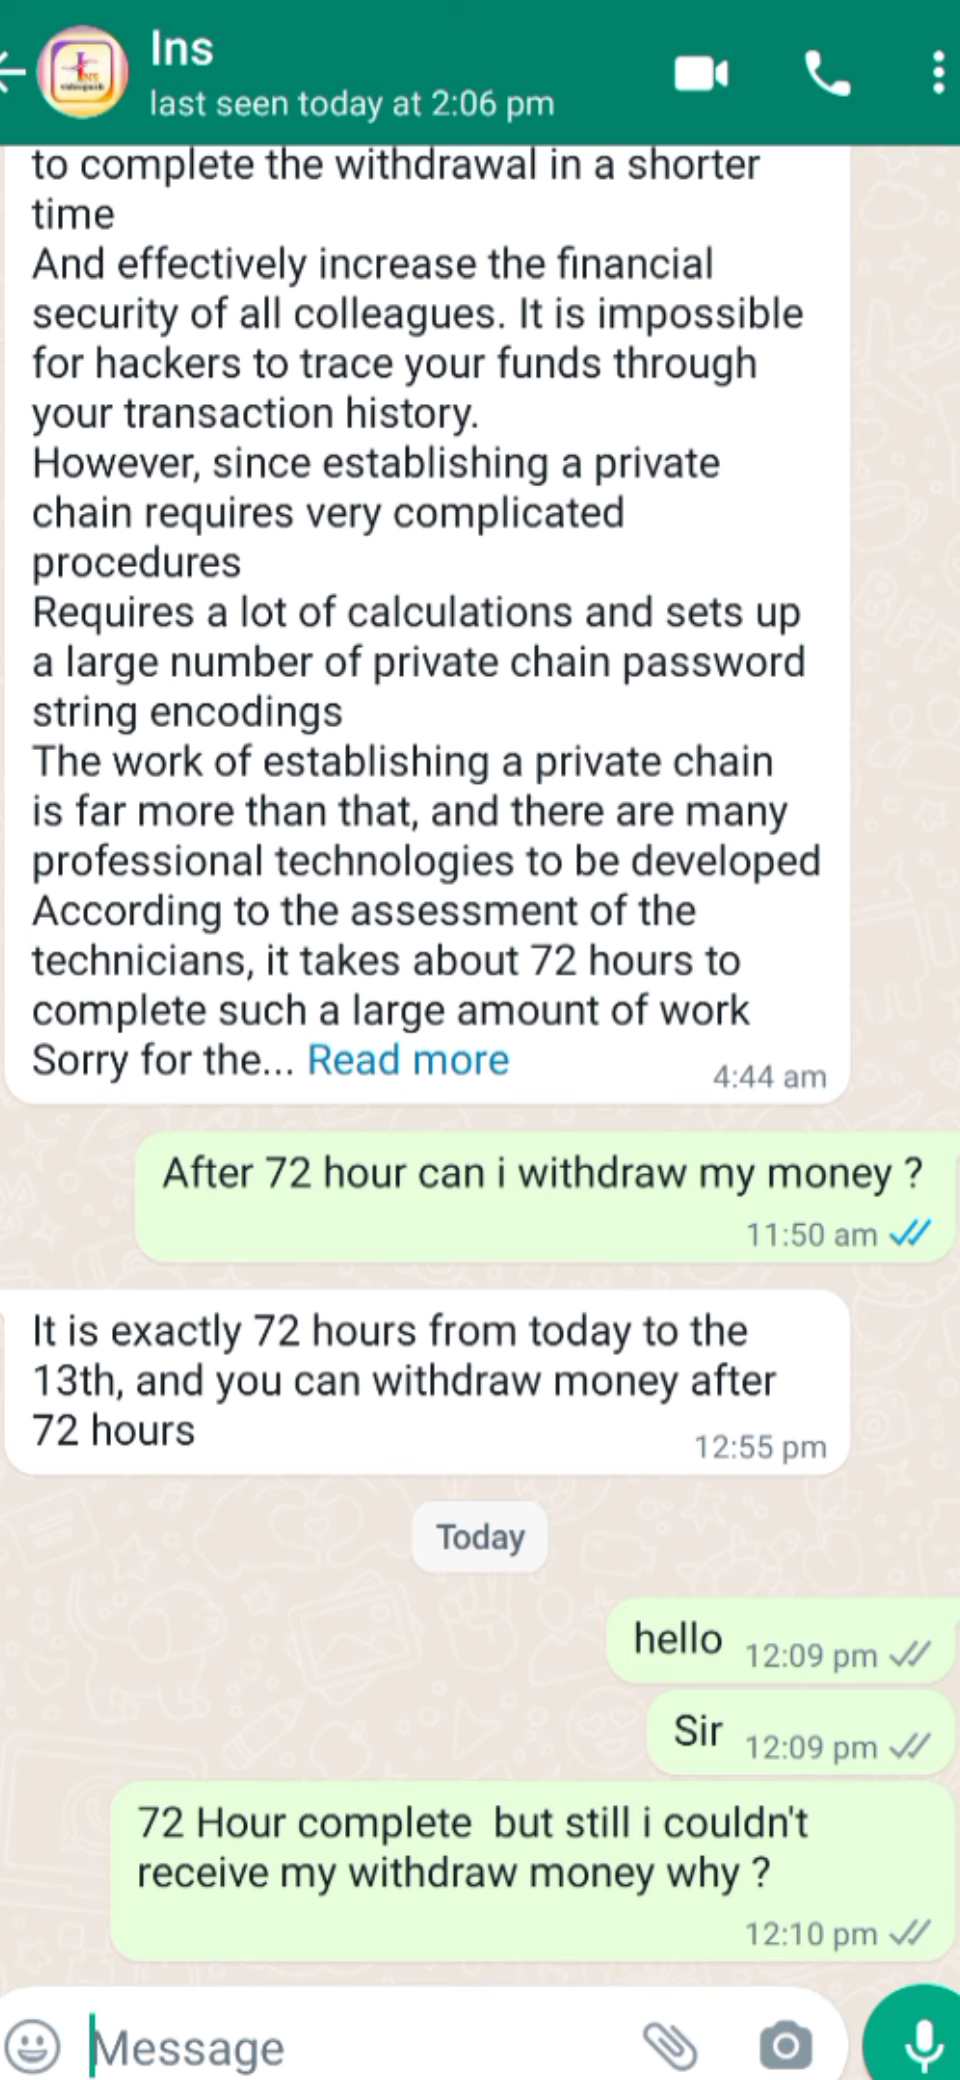 Ins
last seen today at 2:06 pm
to complete the withdrawal in a shorter
time
And effectively increase the financial
security of all colleagues. It is impossible
for hackers to trace your funds through
your transaction history.
However, since establishing a private
chain requires very complicated
procedures
Requires a lot of calculations and sets up
a large number of private chain password
string encodings
The work of establishing a private chain
is far more than that, and there are many
professional technologies to be developed
According to the assessment of the
technicians, it takes about 72 hours to
complete such a large amount of work
Sorry for the... Read more
4:44 am
After 72 hour can i withdraw my money ?
11:50 am
It is exactly 72 hours from today to the
13th, and you can withdraw money after
72 hours
12:55 pm
Today
hello 12:09 pm
Sir 12:09 pm
72 Hour complete  but still i couldn't
receive my withdraw money why ?
12:10 pm
Message